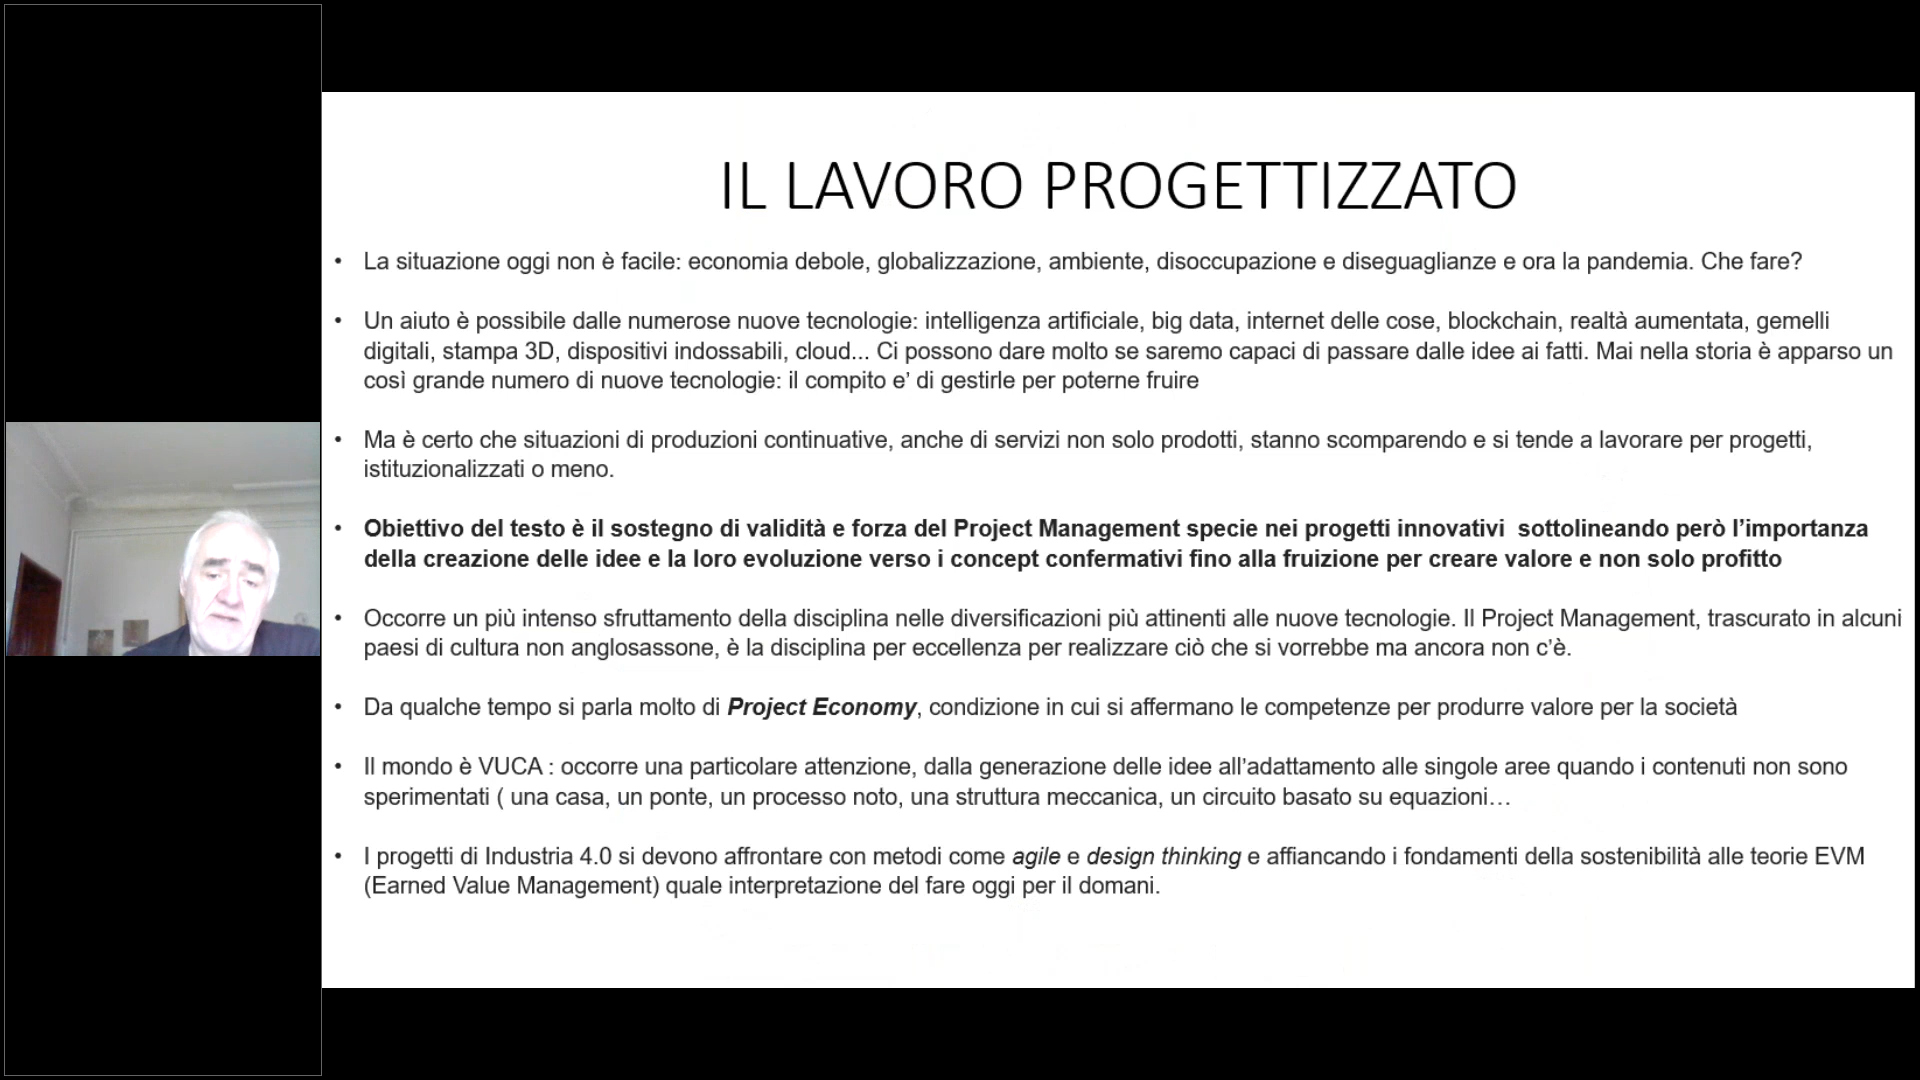 IL LAVORO PROGETTIZZATO
• La situazione oggi non è facile: economia debole, globalizzazione, ambiente, disoccupazione e diseguaglianze e ora la pandemia. Che fare?
• Un aiuto è possibile dalle numerose nuove tecnologie: intelligenza artificiale, big data, internet delle cose, blockchain, realtà aumentata, gemelli
digitali, stampa 3D, dispositivi indossabili, cloud... Ci possono dare molto se saremo capaci di passare dalle idee ai fatti. Mai nella storia è apparso un
così grande numero di nuove tecnologie: il compito e’ di gestirle per poterne fruire
• Ma è certo che situazioni di produzioni continuative, anche di servizi non solo prodotti, stanno scomparendo e si tende a lavorare per progetti,
istituzionalizzati o meno.
• Obiettivo del testo è il sostegno di validità e forza del Project Management specie nei progetti innovativi  sottolineando però l’importanza
della creazione delle idee e la loro evoluzione verso i concept confermativi fino alla fruizione per creare valore e non solo profitto
• Occorre un più intenso sfruttamento della disciplina nelle diversificazioni più attinenti alle nuove tecnologie. Il Project Management, trascurato in alcuni
paesi di cultura non anglosassone, è la disciplina per eccellenza per realizzare ciò che si vorrebbe ma ancora non c’è.
• Da qualche tempo si parla molto di Project Economy, condizione in cui si affermano le competenze per produrre valore per la società
• Il mondo è VUCA : occorre una particolare attenzione, dalla generazione delle idee all’adattamento alle singole aree quando i contenuti non sono
sperimentati ( una casa, un ponte, un processo noto, una struttura meccanica, un circuito basato su equazioni…
• I progetti di Industria 4.0 si devono affrontare con metodi come agile e design thinking e affiancando i fondamenti della sostenibilità alle teorie EVM
(Earned Value Management) quale interpretazione del fare oggi per il domani.